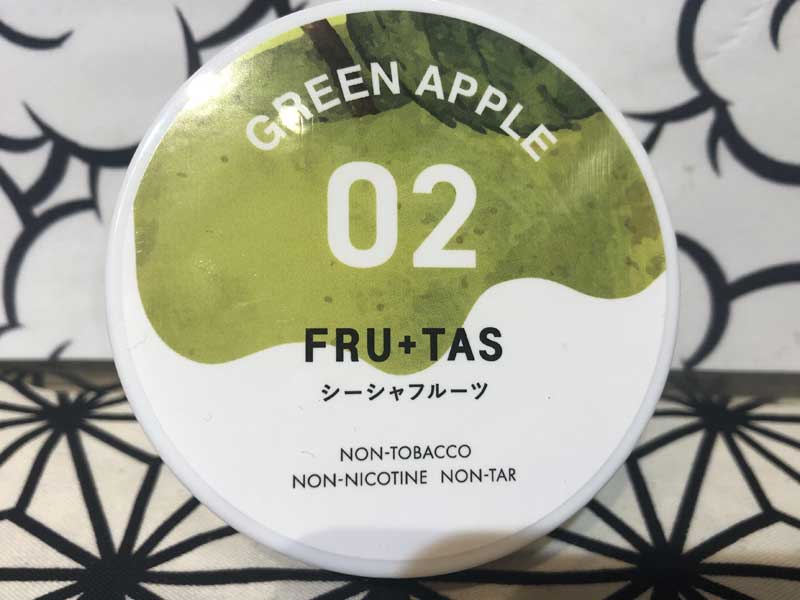 GREEN APPLE
02
FRU+TAS
シーシャフルーツ
NON-TOBACCO
NON-NICOTINE NON-TAR